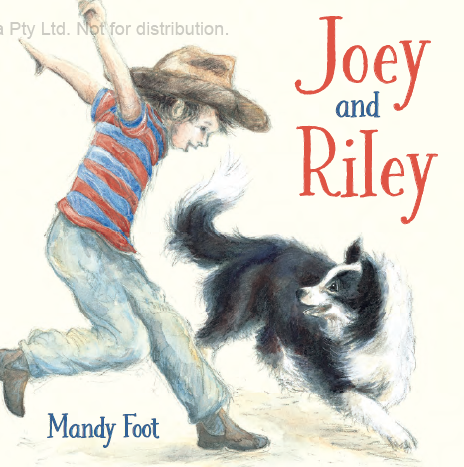 a Pty Ltd. Not for distribution.
Joey
and
Riley
Mandy Foot